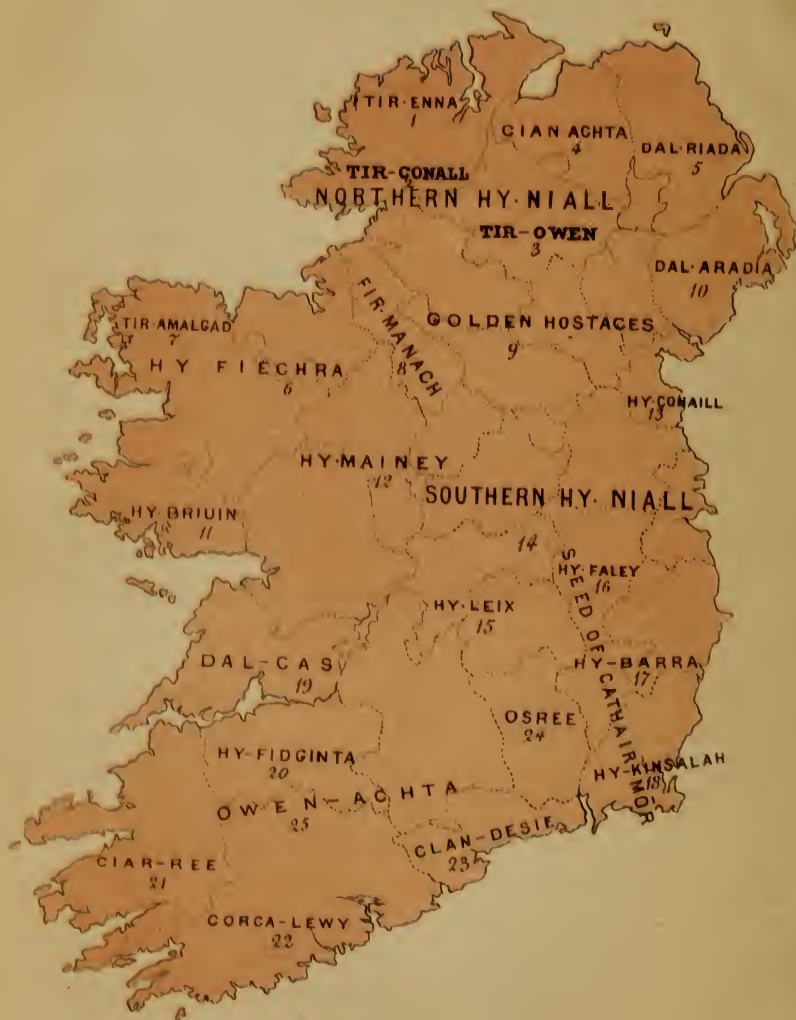 TIR-ENNA
1
CIANACHTA
4
DAL-RIADA
5
TIR-CONALL
NORTHERN HY-NIALL
TIR-OWEN
3
DAL-ARADIA
10
FIR-MANACH
8
GOLDEN HOSTAGES
9
TIR-AMALGAD
7
HY FIECHRA
6
HY-CONAILL
13
HY-MAINEY
12
SOUTHERN HY-NIALL
14
HY-BRIUIN
11
HY-FALEY
16
SEED OF CATHAIR MOR
HY-LEIX
15
DAL-CAS
19
HY-BARRA
17
OSREE
24
HY-FIDGINTA
20
HY-KINSALAH
18
OWEN-ACHTA
25
CLAN-DESIE
23
CIAR-REE
21
CORCA-LEWY
22